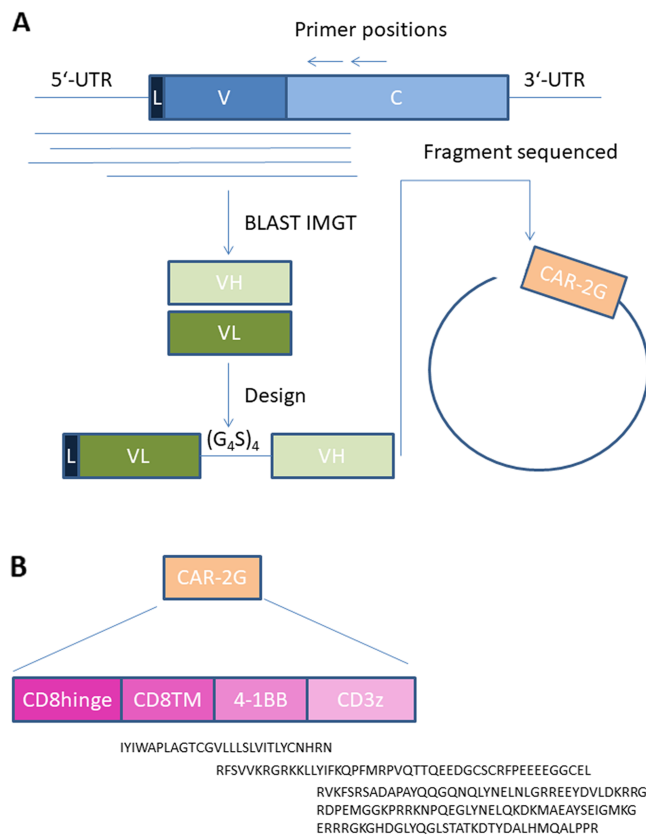 A
Primer positions
5‘-UTR
L
V
C
3‘-UTR
Fragment sequenced
BLAST IMGT
CAR-2G
VH
VL
Design
(G4S)4
L
VL
VH
B
CAR-2G
CD8hinge
CD8TM
4-1BB
CD3z
IYIWAPLAGTCGVLLLSLVITLYCNHRN
RFSVVKRGRKKLLYIFKQPFMRPVQTTQEEDGCSCRFPEEEEGGCEL
RVKFSRSADAPAYQQGQNQLYNELNLGRREEYDVLDKRRG
RDPEMGGKPRRKNPQEGLYNELQKDKMAEAYSEIGMKG
ERRRGKGHDGLYQGLSTATKDTYDALHMQALPPR